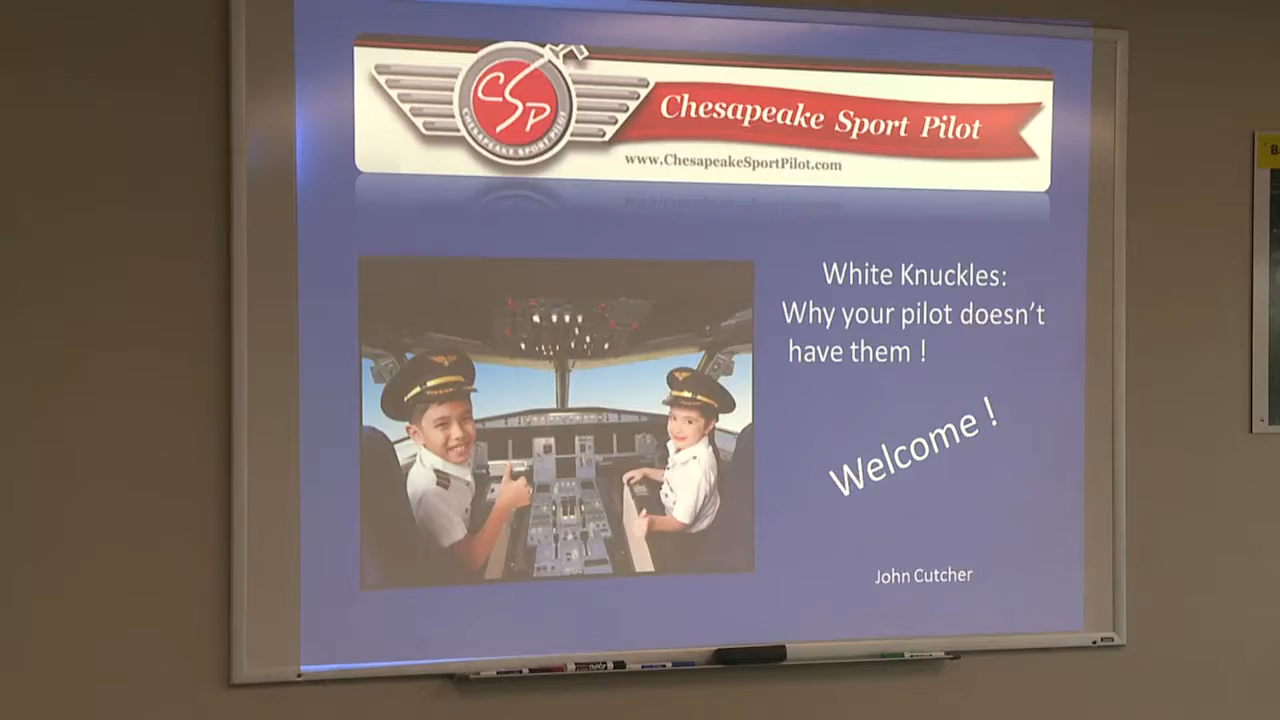 CSP
CHESAPEAKE SPORT PILOT
Chesapeake Sport Pilot
www.ChesapeakeSportPilot.com
White Knuckles:
Why your pilot doesn't
have them !
Welcome !
John Cutcher